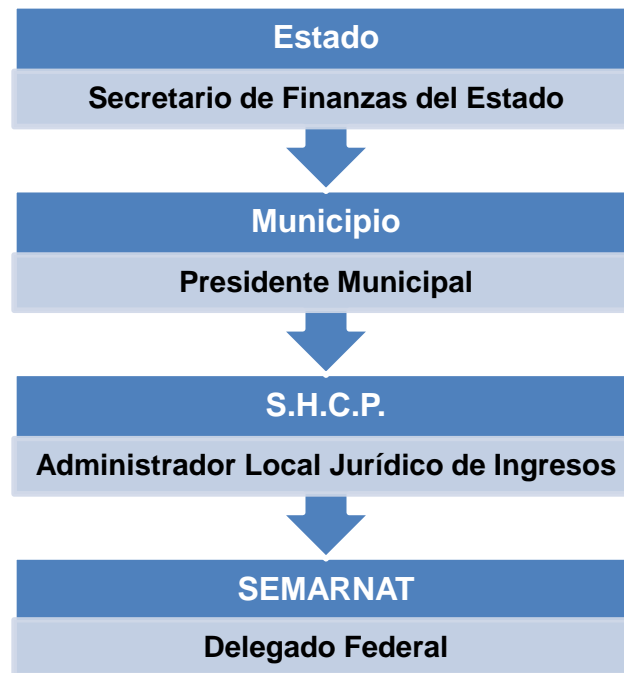 Estado
Secretario de Finanzas del Estado
Municipio
Presidente Municipal
S.H.C.P.
Administrador Local Jurídico de Ingresos
SEMARNAT
Delegado Federal